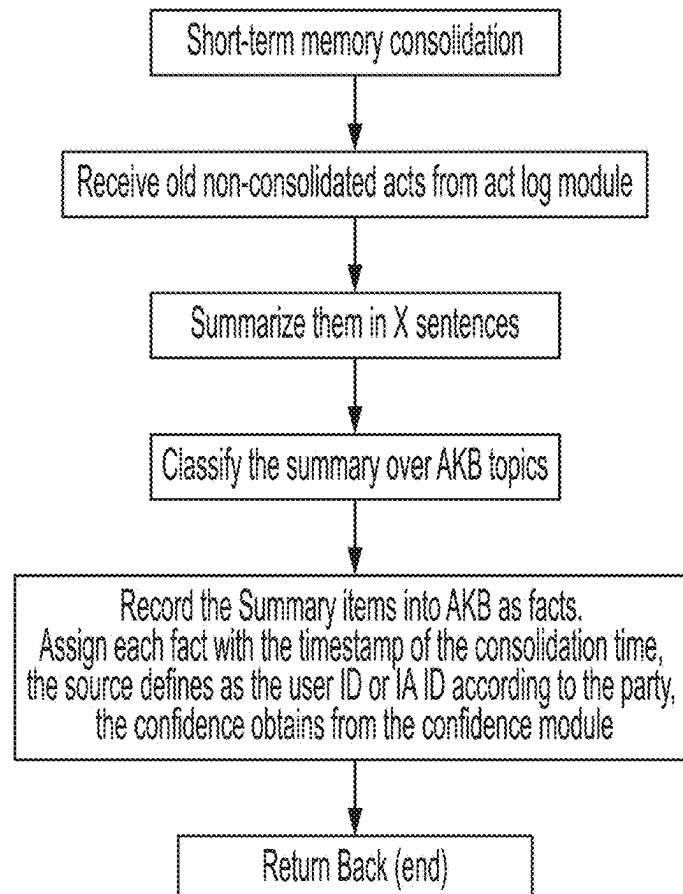 Short-term memory consolidation
Receive old non-consolidated acts from act log module
Summarize them in X sentences
Classify the summary over AKB topics
Record the Summary items into AKB as facts.
Assign each fact with the timestamp of the consolidation time,
the source defines as the user ID or IA ID according to the party,
the confidence obtains from the confidence module
Return Back (end)